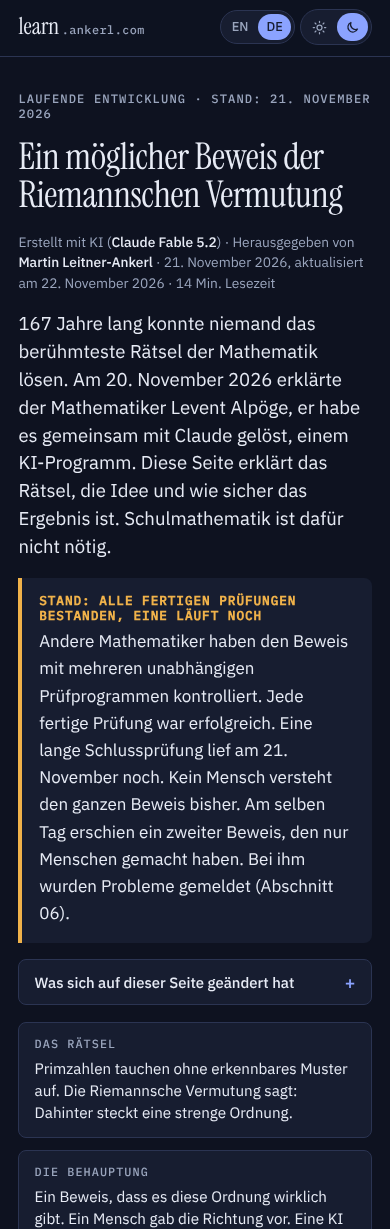 learn.ankerl.com
EN DE
LAUFENDE ENTWICKLUNG · STAND: 21. NOVEMBER
2026
Ein möglicher Beweis der
Riemannschen Vermutung
Erstellt mit KI (Claude Fable 5.2) · Herausgegeben von
Martin Leitner-Ankerl · 21. November 2026, aktualisiert
am 22. November 2026 · 14 Min. Lesezeit
167 Jahre lang konnte niemand das
berühmteste Rätsel der Mathematik
lösen. Am 20. November 2026 erklärte
der Mathematiker Levent Alpöge, er habe
es gemeinsam mit Claude gelöst, einem
KI-Programm. Diese Seite erklärt das
Rätsel, die Idee und wie sicher das
Ergebnis ist. Schulmathematik ist dafür
nicht nötig.
STAND: ALLE FERTIGEN PRÜFUNGEN
BESTANDEN, EINE LÄUFT NOCH
Andere Mathematiker haben den Beweis
mit mehreren unabhängigen
Prüfprogrammen kontrolliert. Jede
fertige Prüfung war erfolgreich. Eine
lange Schlussprüfung lief am 21.
November noch. Kein Mensch versteht
den ganzen Beweis bisher. Am selben
Tag erschien ein zweiter Beweis, den nur
Menschen gemacht haben. Bei ihm
wurden Probleme gemeldet (Abschnitt
06).
Was sich auf dieser Seite geändert hat +
DAS RÄTSEL
Primzahlen tauchen ohne erkennbares Muster
auf. Die Riemannsche Vermutung sagt:
Dahinter steckt eine strenge Ordnung.
DIE BEHAUPTUNG
Ein Beweis, dass es diese Ordnung wirklich
gibt. Ein Mensch gab die Richtung vor. Eine KI